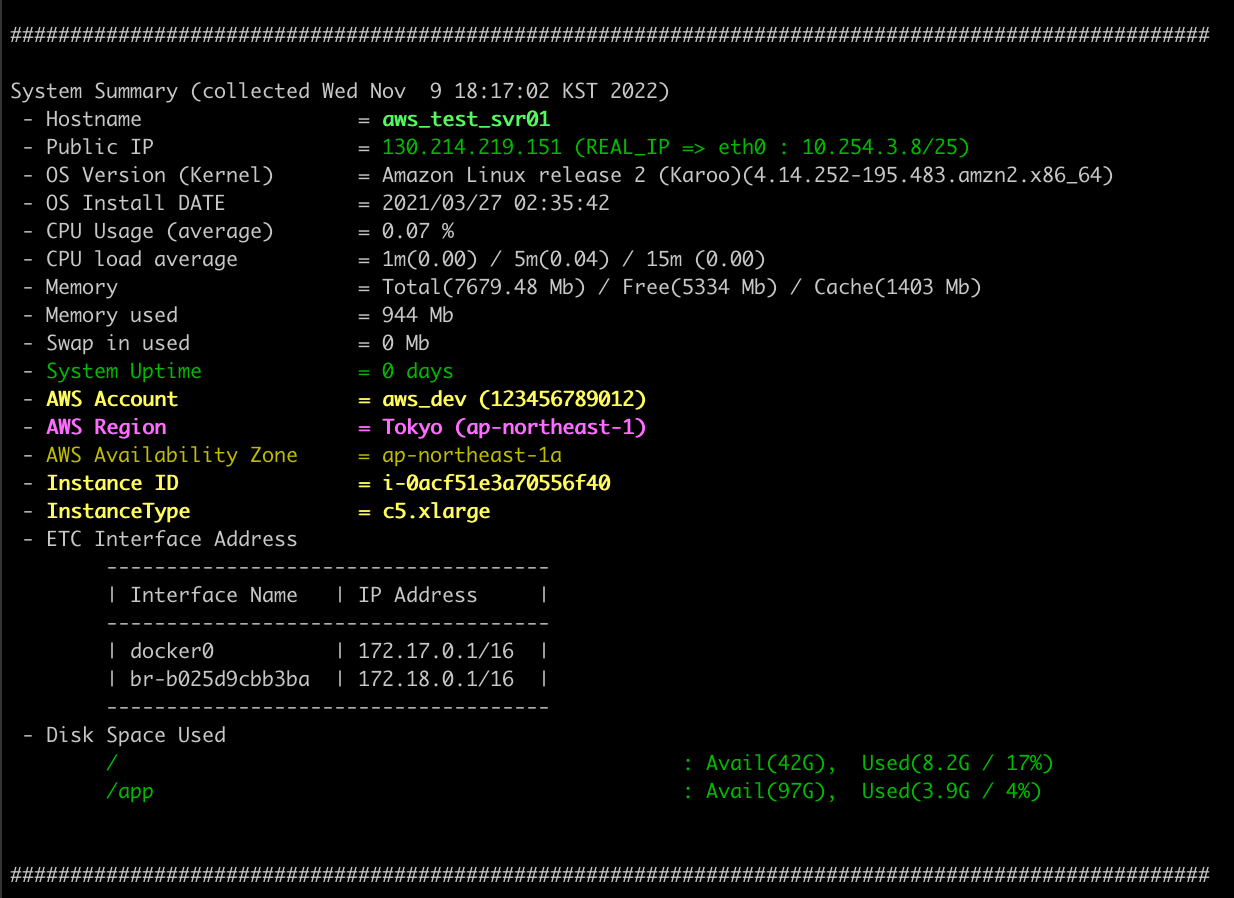 ####################################################################################################
System Summary (collected Wed Nov  9 18:17:02 KST 2022)
 - Hostname                  = aws_test_svr01
 - Public IP                 = 130.214.219.151 (REAL_IP => eth0 : 10.254.3.8/25)
 - OS Version (Kernel)       = Amazon Linux release 2 (Karoo)(4.14.252-195.483.amzn2.x86_64)
 - OS Install DATE           = 2021/03/27 02:35:42
 - CPU Usage (average)       = 0.07 %
 - CPU load average          = 1m(0.00) / 5m(0.04) / 15m (0.00)
 - Memory                    = Total(7679.48 Mb) / Free(5334 Mb) / Cache(1403 Mb)
 - Memory used               = 944 Mb
 - Swap in used              = 0 Mb
 - System Uptime             = 0 days
 - AWS Account               = aws_dev (123456789012)
 - AWS Region                = Tokyo (ap-northeast-1)
 - AWS Availability Zone     = ap-northeast-1a
 - Instance ID               = i-0acf51e3a70556f40
 - InstanceType              = c5.xlarge
 - ETC Interface Address
        -------------------------------------
        | Interface Name   | IP Address     |
        -------------------------------------
        | docker0          | 172.17.0.1/16  |
        | br-b025d9cbb3ba  | 172.18.0.1/16  |
        -------------------------------------
 - Disk Space Used
        /                                               : Avail(42G),  Used(8.2G / 17%)
        /app                                            : Avail(97G),  Used(3.9G / 4%)
####################################################################################################